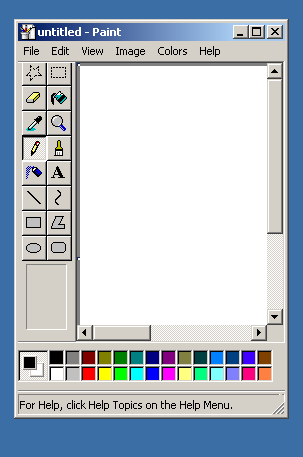 untitled - Paint
File Edit View Image Colors Help
A
For Help, click Help Topics on the Help Menu.